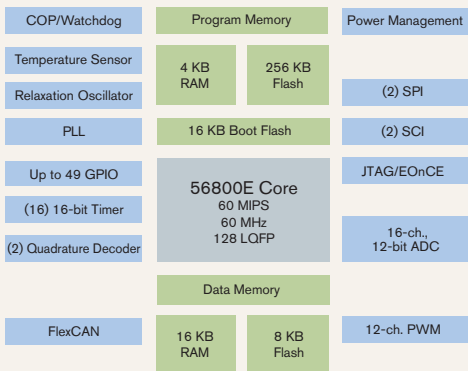 COP/Watchdog
Program Memory
Power Management
Temperature Sensor
4 KB
RAM
256 KB
Flash
Relaxation Oscillator
(2) SPI
PLL
16 KB Boot Flash
(2) SCI
Up to 49 GPIO
56800E Core
60 MIPS
60 MHz
128 LQFP
JTAG/EOnCE
(16) 16-bit Timer
(2) Quadrature Decoder
16-ch.,
12-bit ADC
Data Memory
FlexCAN
16 KB
RAM
8 KB
Flash
12-ch. PWM